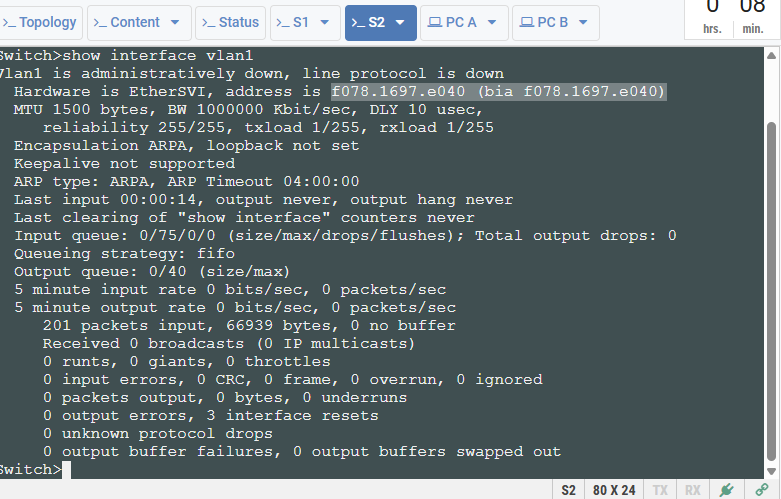 >_ Topology >_ Content >_ Status >_ S1 >_ S2 PC A PC B 0 08
hrs. min.
Switch>show interface vlan1
Vlan1 is administratively down, line protocol is down
Hardware is EtherSVI, address is f078.1697.e040 (bia f078.1697.e040)
MTU 1500 bytes, BW 1000000 Kbit/sec, DLY 10 usec,
reliability 255/255, txload 1/255, rxload 1/255
Encapsulation ARPA, loopback not set
Keepalive not supported
ARP type: ARPA, ARP Timeout 04:00:00
Last input 00:00:14, output never, output hang never
Last clearing of "show interface" counters never
Input queue: 0/75/0/0 (size/max/drops/flushes); Total output drops: 0
Queueing strategy: fifo
Output queue: 0/40 (size/max)
5 minute input rate 0 bits/sec, 0 packets/sec
5 minute output rate 0 bits/sec, 0 packets/sec
201 packets input, 66939 bytes, 0 no buffer
Received 0 broadcasts (0 IP multicasts)
0 runts, 0 giants, 0 throttles
0 input errors, 0 CRC, 0 frame, 0 overrun, 0 ignored
0 packets output, 0 bytes, 0 underruns
0 output errors, 3 interface resets
0 unknown protocol drops
0 output buffer failures, 0 output buffers swapped out
Switch>
S2 80 X 24 TX RX